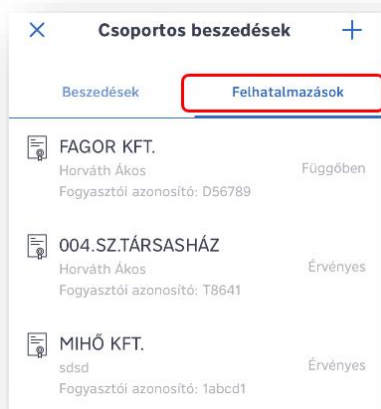 Csoportos beszedések
Beszedések Felhatalmazások
FAGOR KFT.
Horváth Ákos Függőben
Fogyasztói azonosító: D56789
004.SZ.TÁRSASHÁZ
Horváth Ákos Érvényes
Fogyasztói azonosító: T8641
MIHŐ KFT.
sdsd Érvényes
Fogyasztói azonosító: 1abcd1